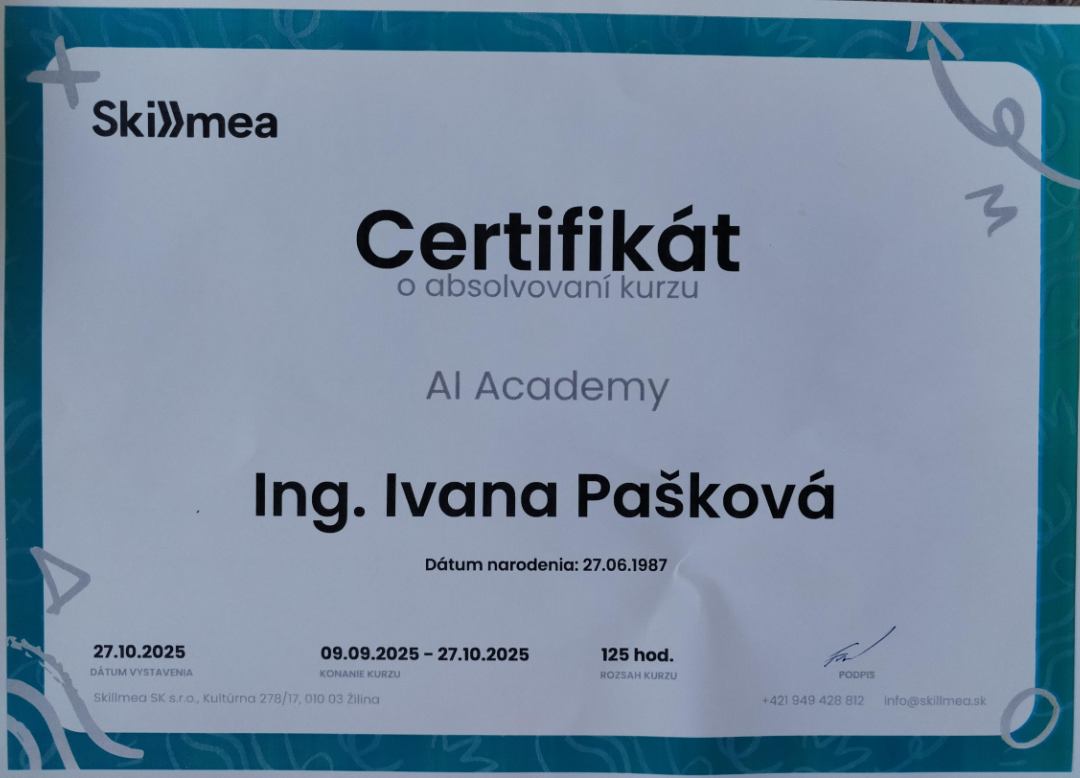 Skillmea
Certifikát
o absolvovaní kurzu
AI Academy
Ing. Ivana Pašková
Dátum narodenia: 27.06.1987
27.10.2025
DÁTUM VYSTAVENIA
09.09.2025 – 27.10.2025
KONANIE KURZU
125 hod.
ROZSAH KURZU
PODPIS
Skillmea SK s.r.o., Kultúrna 278/17, 010 03 Žilina
+421 949 428 812 info@skillmea.sk